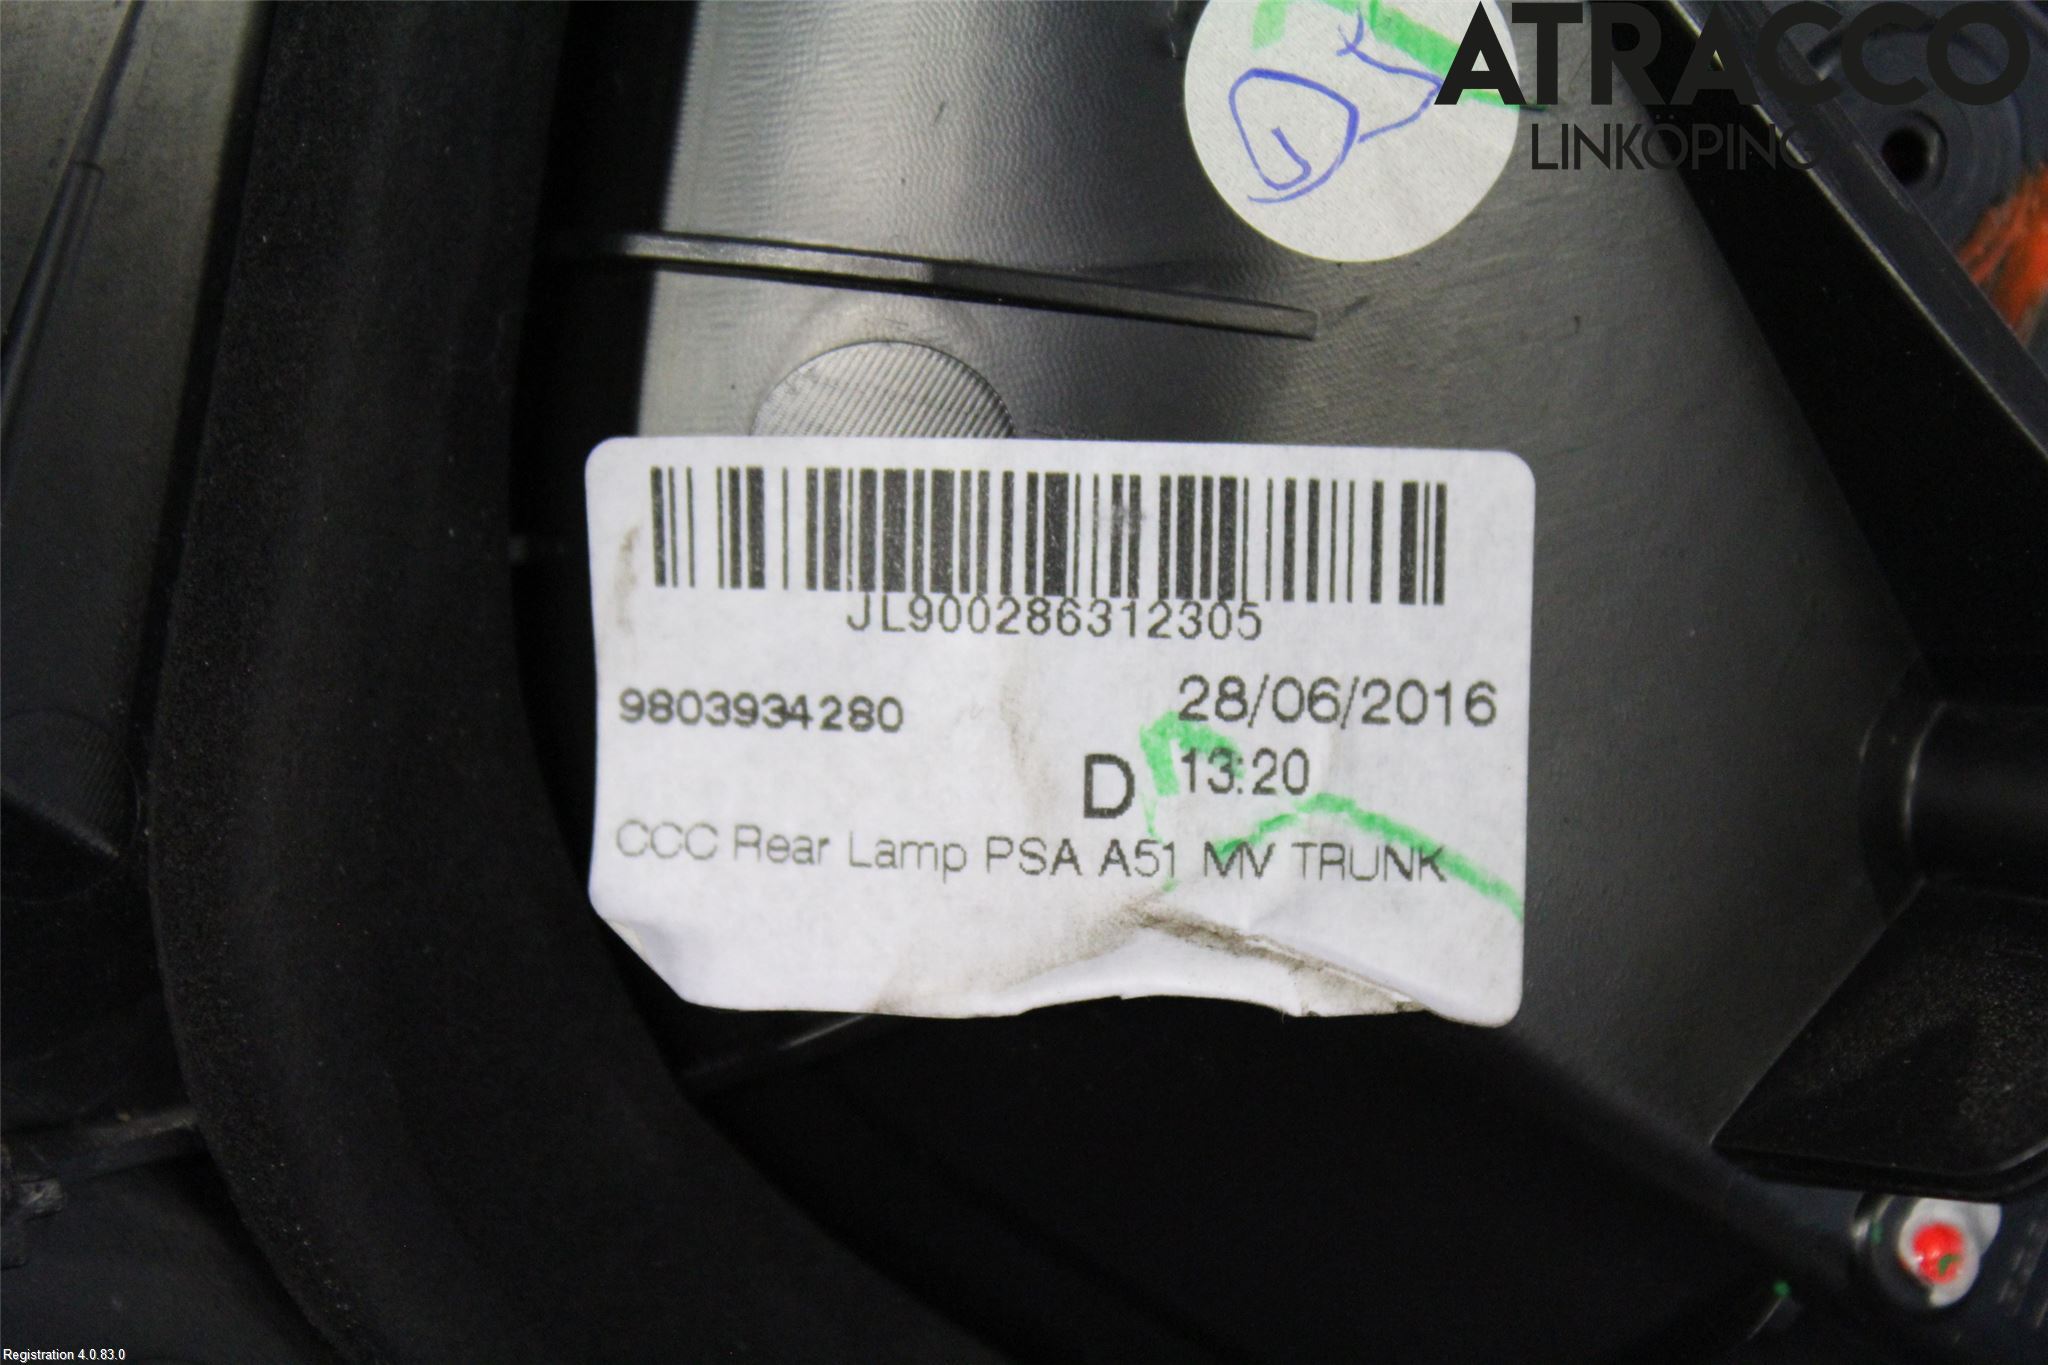 ATRACCO
LINKÖPING
JL900286312305
9803934280
28/06/2016
D
13:20
CCC Rear Lamp PSA A51 MV TRUNK
Registration 4.0.83.0